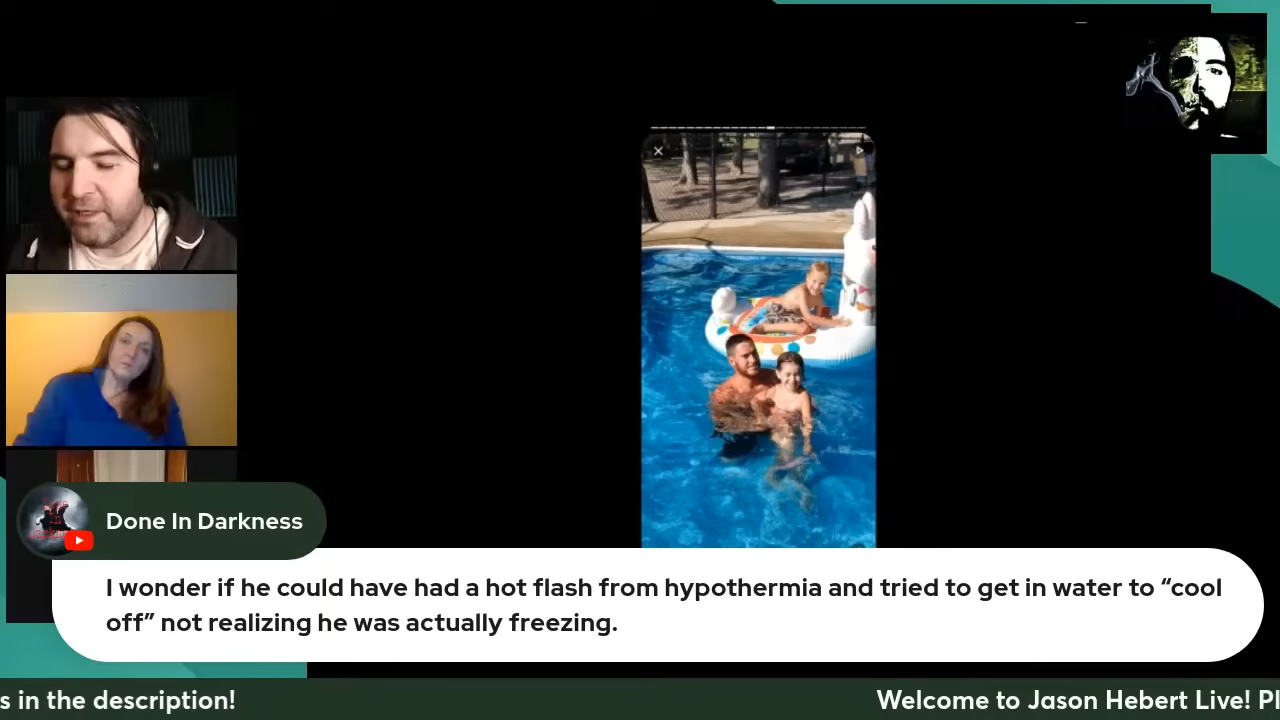 Done In Darkness
I wonder if he could have had a hot flash from hypothermia and tried to get in water to “cool
off” not realizing he was actually freezing.
s in the description!
Welcome to Jason Hebert Live! Pl